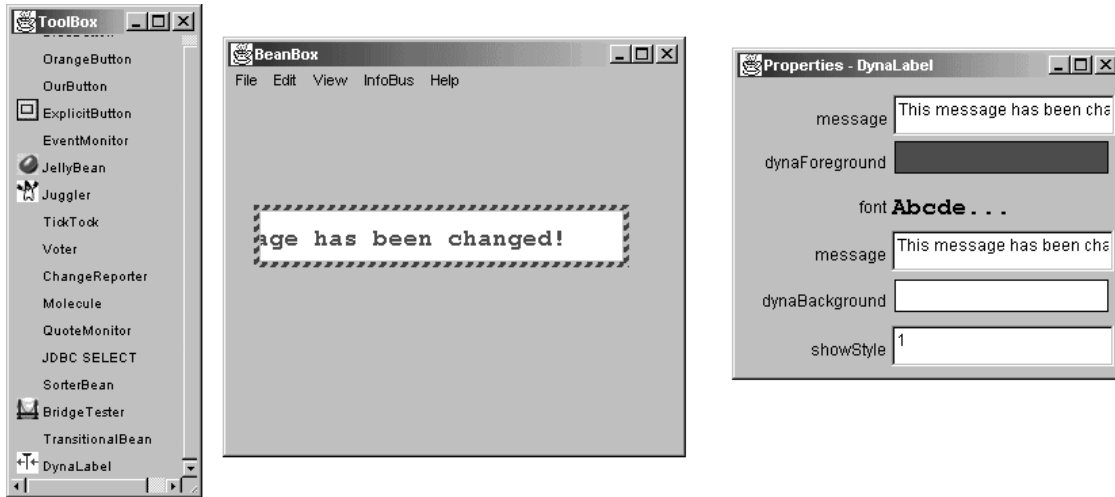 ToolBox
OrangeButton
OurButton
ExplicitButton
EventMonitor
JellyBean
Juggler
TickTock
Voter
ChangeReporter
Molecule
QuoteMonitor
JDBC SELECT
SorterBean
BridgeTester
TransitionalBean
DynaLabel
BeanBox
File Edit View InfoBus Help
age has been changed!
Properties - DynaLabel
message This message has been cha
dynaForeground
font Abcde...
message This message has been cha
dynaBackground
showStyle 1